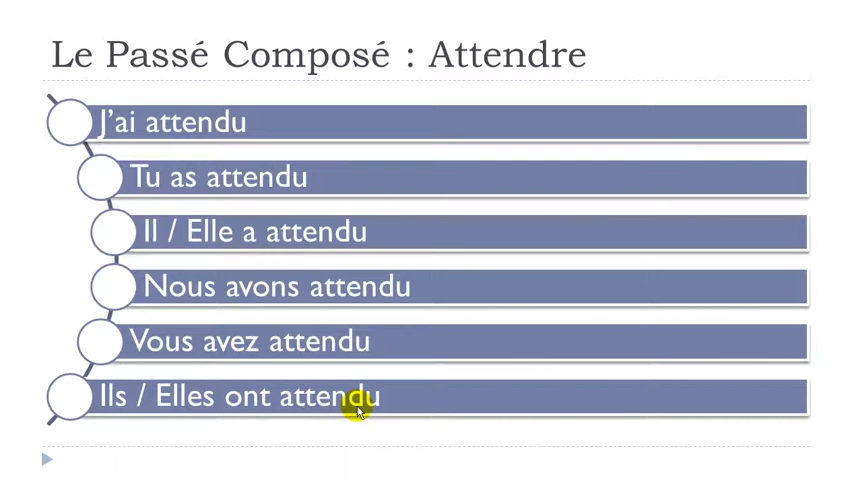 Le Passé Composé : Attendre
J'ai attendu
Tu as attendu
Il / Elle a attendu
Nous avons attendu
Vous avez attendu
Ils / Elles ont attendu